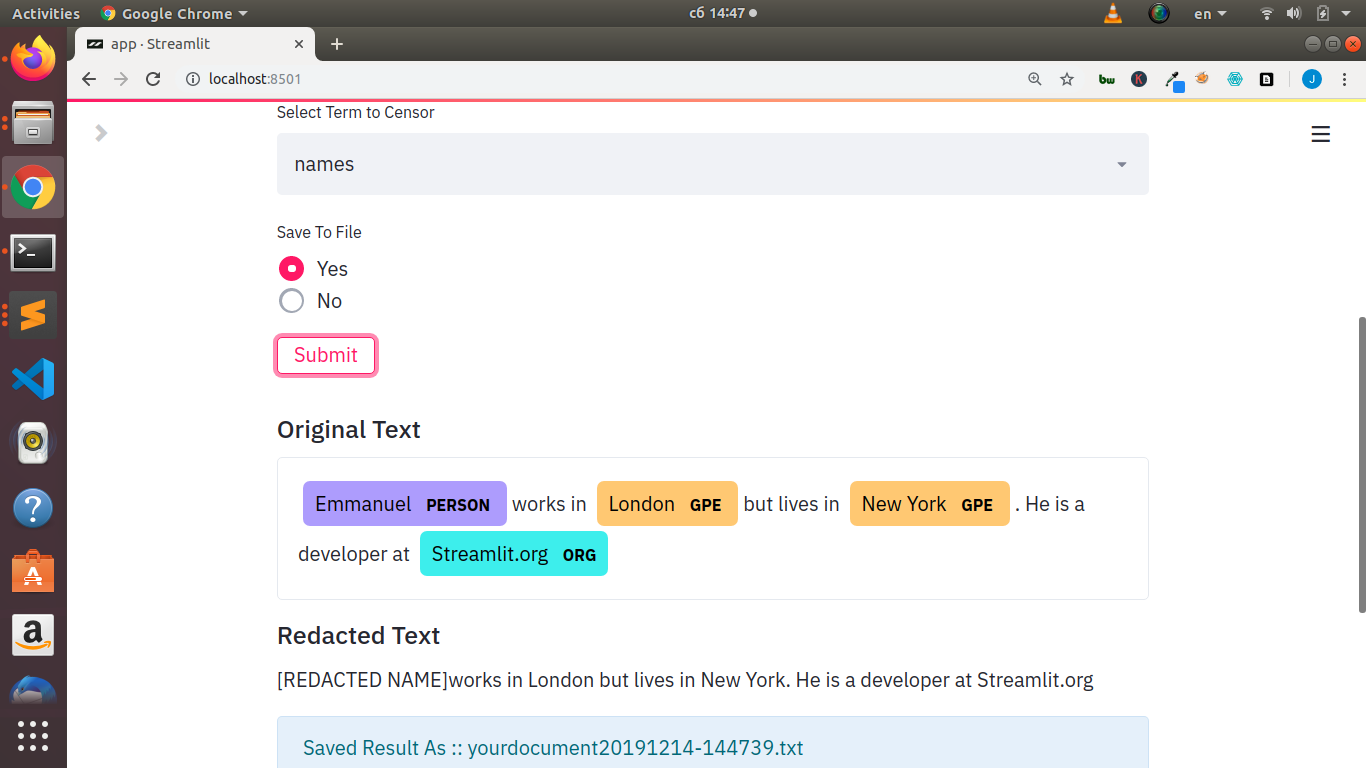 Activities Google Chrome сб 14:47 en
app · Streamlit
localhost:8501
bw K J
Select Term to Censor
names
Save To File
Yes
No
Submit
Original Text
Emmanuel PERSON works in London GPE but lives in New York GPE . He is a
developer at Streamlit.org ORG
Redacted Text
[REDACTED NAME]works in London but lives in New York. He is a developer at Streamlit.org
Saved Result As :: yourdocument20191214-144739.txt